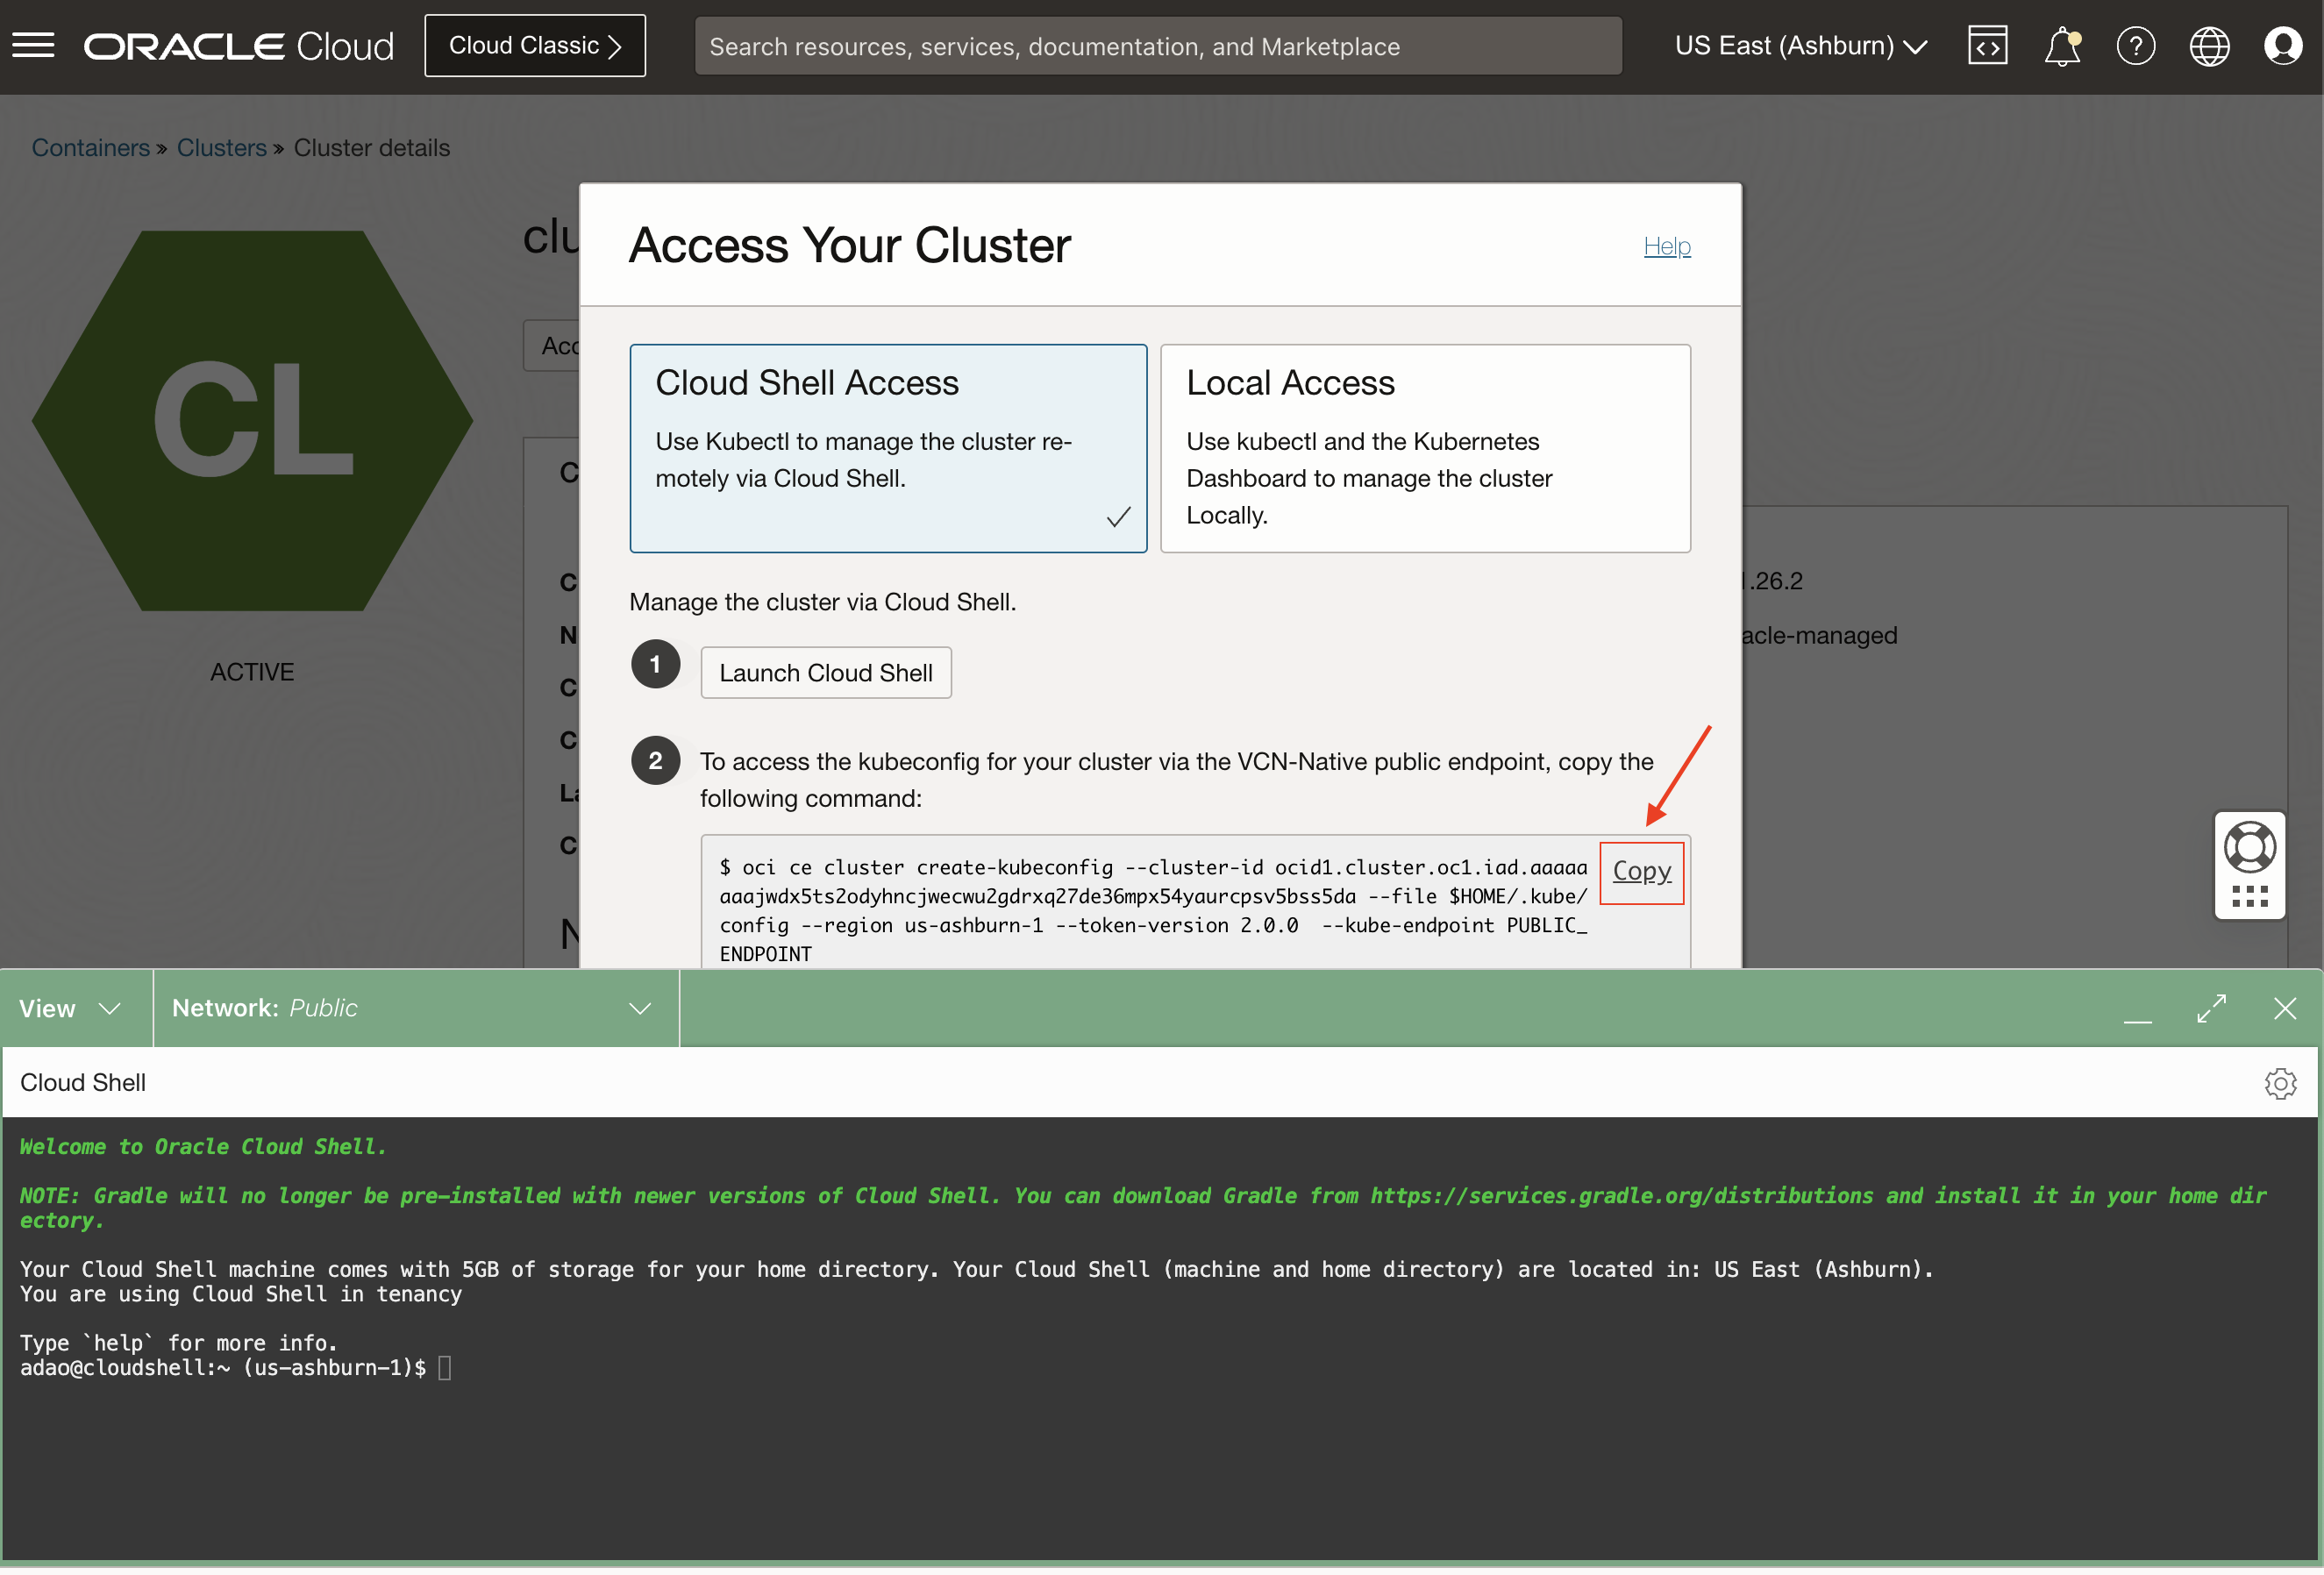 ORACLE Cloud
Cloud Classic
Search resources, services, documentation, and Marketplace
US East (Ashburn)
Containers » Clusters » Cluster details
CL
ACTIVE
clu
Acc
Access Your Cluster
Help
Cloud Shell Access
Use Kubectl to manage the cluster re-
motely via Cloud Shell.
Local Access
Use kubectl and the Kubernetes
Dashboard to manage the cluster
Locally.
Manage the cluster via Cloud Shell.
1
Launch Cloud Shell
2
To access the kubeconfig for your cluster via the VCN-Native public endpoint, copy the
following command:
$ oci ce cluster create-kubeconfig --cluster-id ocid1.cluster.oc1.iad.aaaaa
aaajwdx5ts2odyhncjwecwu2gdrxq27de36mpx54yaurcpsv5bss5da --file $HOME/.kube/
config --region us-ashburn-1 --token-version 2.0.0  --kube-endpoint PUBLIC_
ENDPOINT
Copy
C
C
N
C
C
La
C
N
.26.2
acle-managed
View
Network: Public
Cloud Shell
Welcome to Oracle Cloud Shell.
NOTE: Gradle will no longer be pre-installed with newer versions of Cloud Shell. You can download Gradle from https://services.gradle.org/distributions and install it in your home dir
ectory.
Your Cloud Shell machine comes with 5GB of storage for your home directory. Your Cloud Shell (machine and home directory) are located in: US East (Ashburn).
You are using Cloud Shell in tenancy
Type `help` for more info.
adao@cloudshell:~ (us-ashburn-1)$